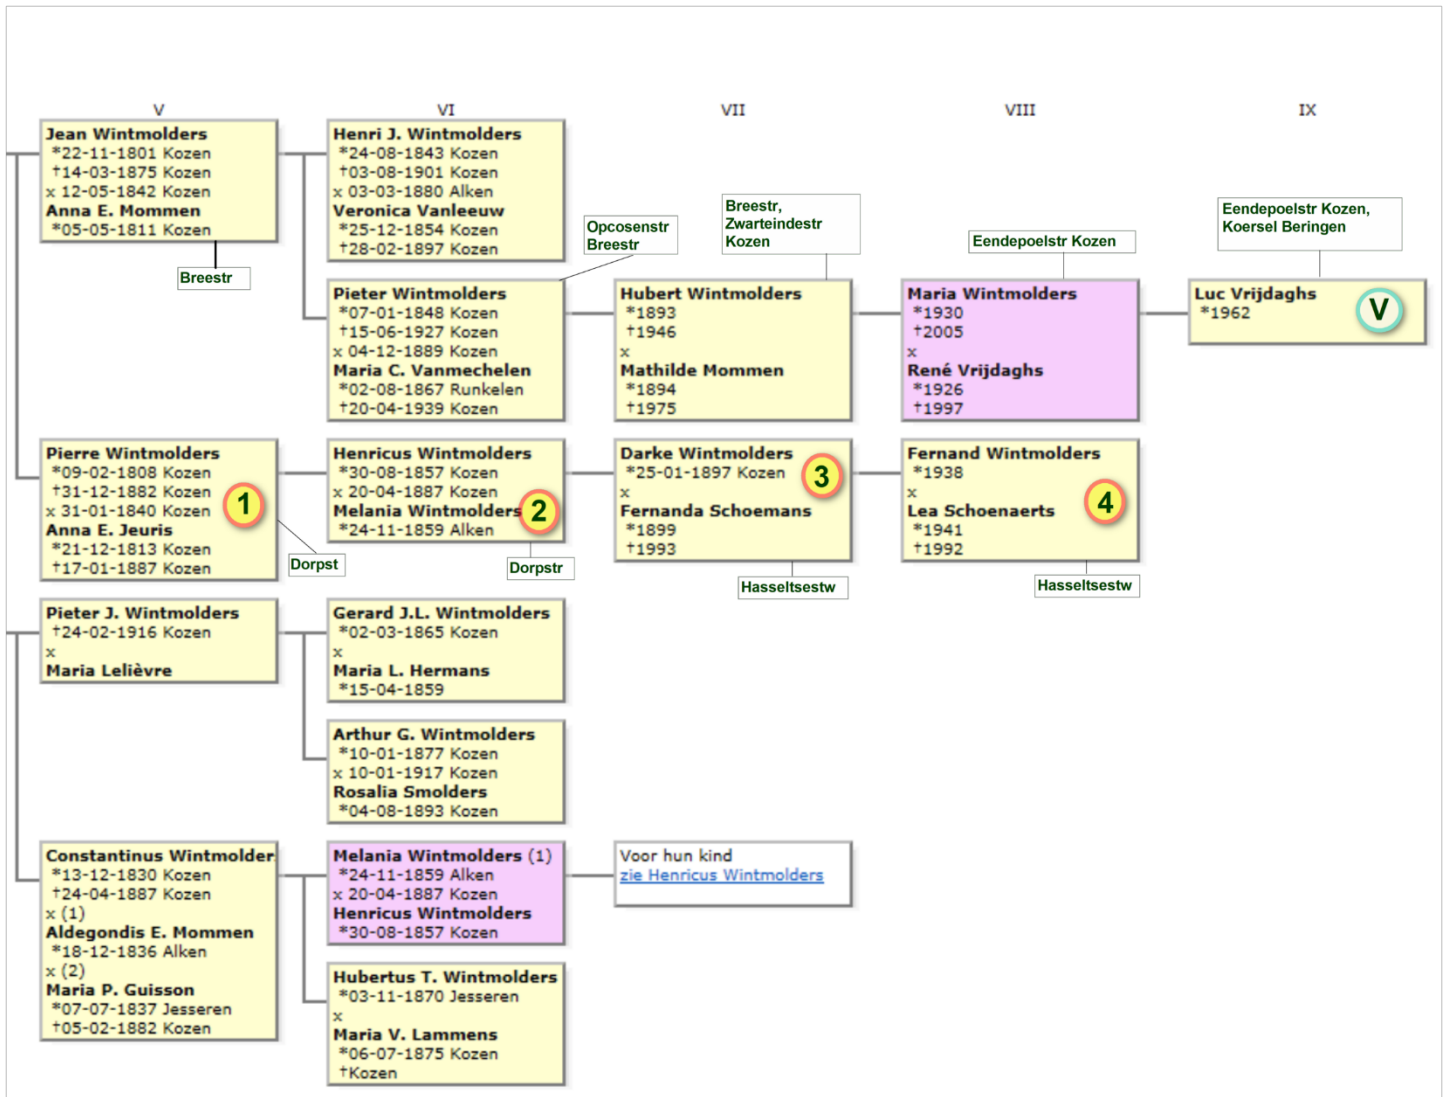 V
VI
VII
VIII
IX
Jean Wintmolders
*22-11-1801 Kozen
†14-03-1875 Kozen
x 12-05-1842 Kozen
Anna E. Mommen
*05-05-1811 Kozen
Breestr
Henri J. Wintmolders
*24-08-1843 Kozen
†03-08-1901 Kozen
x 03-03-1880 Alken
Veronica Vanleeuw
*25-12-1854 Kozen
†28-02-1897 Kozen
Opcosenstr
Breestr
Breestr,
Zwarteindestr
Kozen
Eendepoelstr Kozen
Eendepoelstr Kozen,
Koersel Beringen
Pieter Wintmolders
*07-01-1848 Kozen
†15-06-1927 Kozen
x 04-12-1889 Kozen
Maria C. Vanmechelen
*02-08-1867 Runkelen
†20-04-1939 Kozen
Hubert Wintmolders
*1893
†1946
x
Mathilde Mommen
*1894
†1975
Maria Wintmolders
*1930
†2005
x
René Vrijdaghs
*1926
†1997
Luc Vrijdaghs
*1962
V
Pierre Wintmolders
*09-02-1808 Kozen
†31-12-1882 Kozen
x 31-01-1840 Kozen
Anna E. Jeuris
*21-12-1813 Kozen
†17-01-1887 Kozen
1
Dorpst
Henricus Wintmolders
*30-08-1857 Kozen
x 20-04-1887 Kozen
Melania Wintmolders
*24-11-1859 Alken
2
Dorpstr
Darke Wintmolders
*25-01-1897 Kozen
x
Fernanda Schoemans
*1899
†1993
3
Hasseltsestw
Fernand Wintmolders
*1938
x
Lea Schoenaerts
*1941
†1992
4
Hasseltsestw
Pieter J. Wintmolders
†24-02-1916 Kozen
x
Maria Lelièvre
Gerard J.L. Wintmolders
*02-03-1865 Kozen
x
Maria L. Hermans
*15-04-1859
Arthur G. Wintmolders
*10-01-1877 Kozen
x 10-01-1917 Kozen
Rosalia Smolders
*04-08-1893 Kozen
Constantinus Wintmolder
*13-12-1830 Kozen
†24-04-1887 Kozen
x (1)
Aldegondis E. Mommen
*18-12-1836 Alken
x (2)
Maria P. Guisson
*07-07-1837 Jesseren
†05-02-1882 Kozen
Melania Wintmolders (1)
*24-11-1859 Alken
x 20-04-1887 Kozen
Henricus Wintmolders
*30-08-1857 Kozen
Voor hun kind
zie Henricus Wintmolders
Hubertus T. Wintmolders
*03-11-1870 Jesseren
x
Maria V. Lammens
*06-07-1875 Kozen
†Kozen